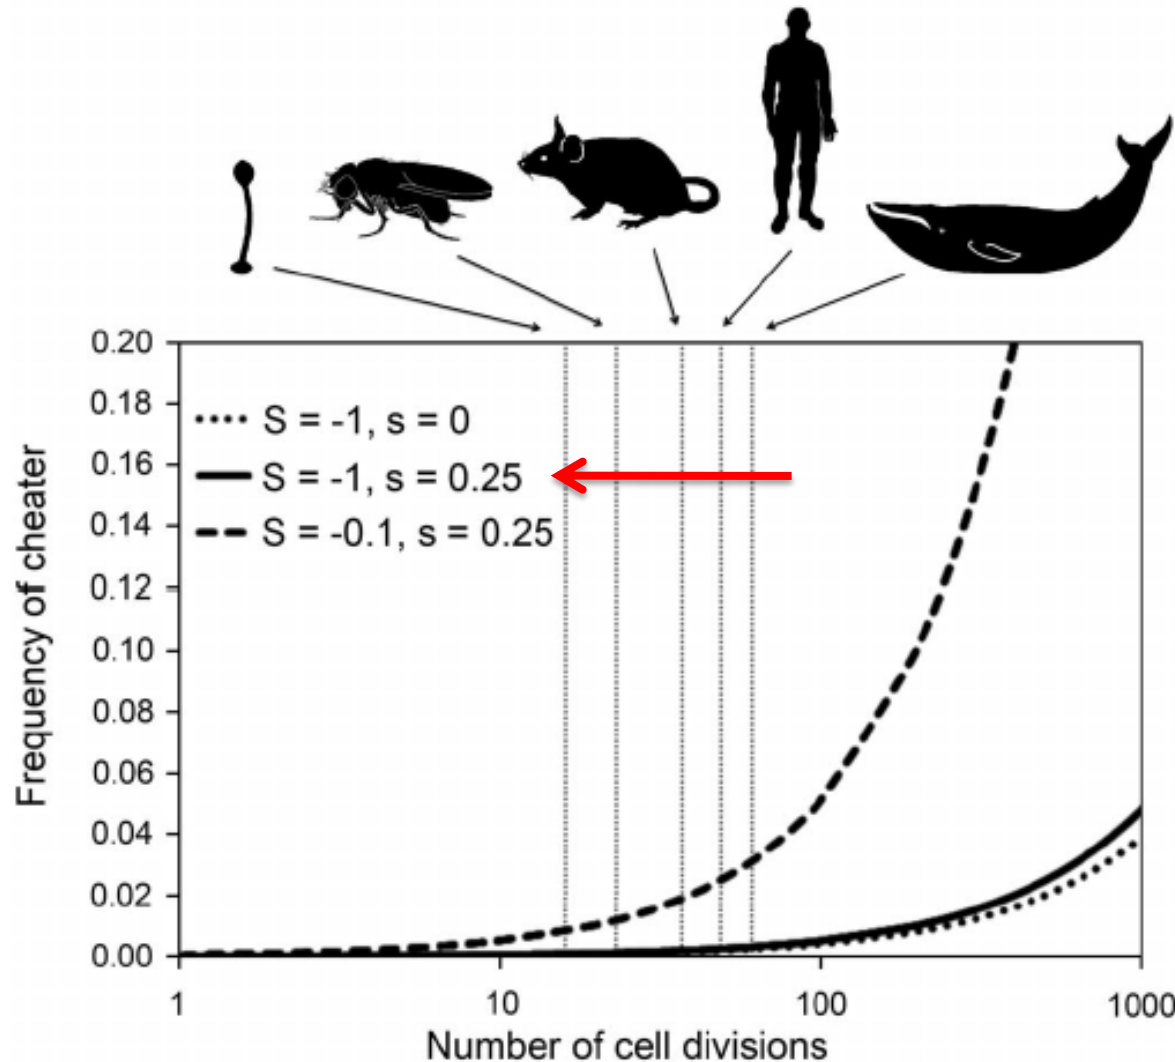 0.20
0.18
0.16
0.14
0.12
0.10
0.08
0.06
0.04
0.02
0.00
Frequency of cheater
S = -1, s = 0
S = -1, s = 0.25
S = -0.1, s = 0.25
1 10 100 1000
Number of cell divisions